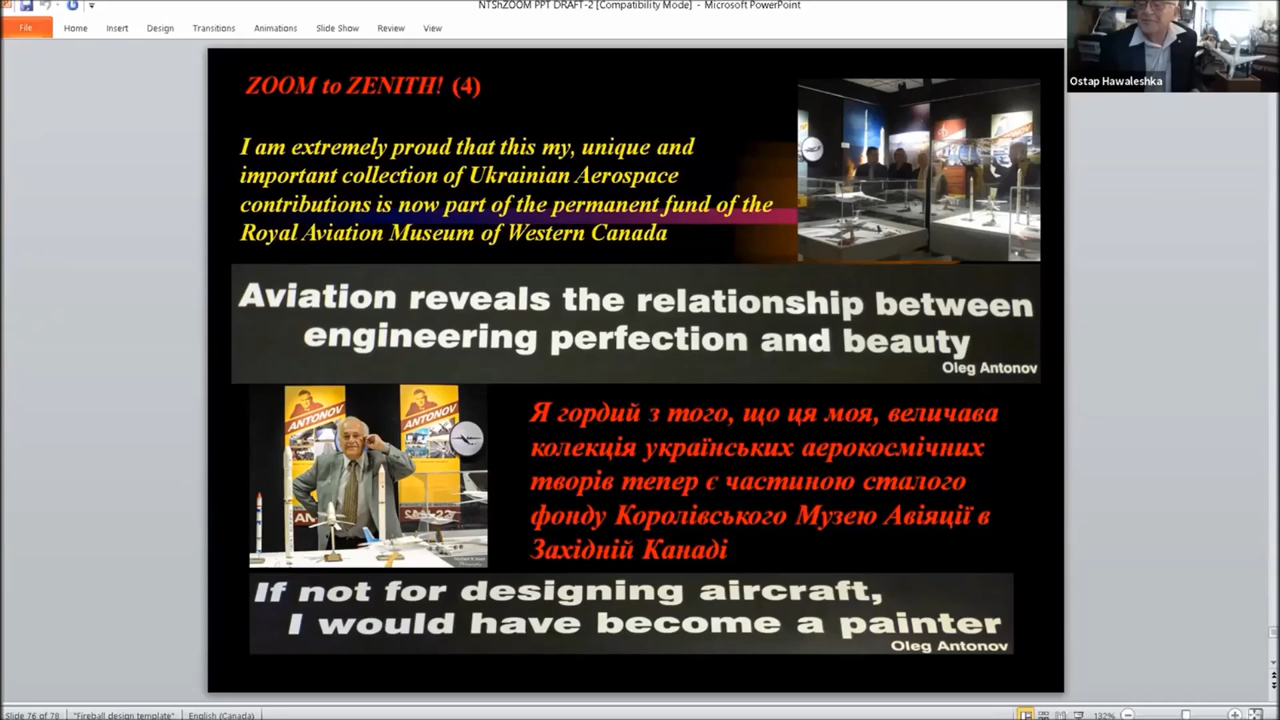 NTShZOOM PPT DRAFT-2 [Compatibility Mode] - Microsoft PowerPoint
File Home Insert Design Transitions Animations Slide Show Review View
Ostap Hawaleshka
ZOOM to ZENITH! (4)
I am extremely proud that this my, unique and
important collection of Ukrainian Aerospace
contributions is now part of the permanent fund of the
Royal Aviation Museum of Western Canada
Aviation reveals the relationship between
engineering perfection and beauty
Oleg Antonov
ANTONOV
ANTONOV
Я гордий з того, що ця моя, величава
колекція українських аерокосмічних
творів тепер є частиною сталого
фонду Королівського Музею Авіяції в
Західній Канаді
If not for designing aircraft,
I would have become a painter
Oleg Antonov
Slide 76 of 78 "Fireball design template" English (Canada) 132%